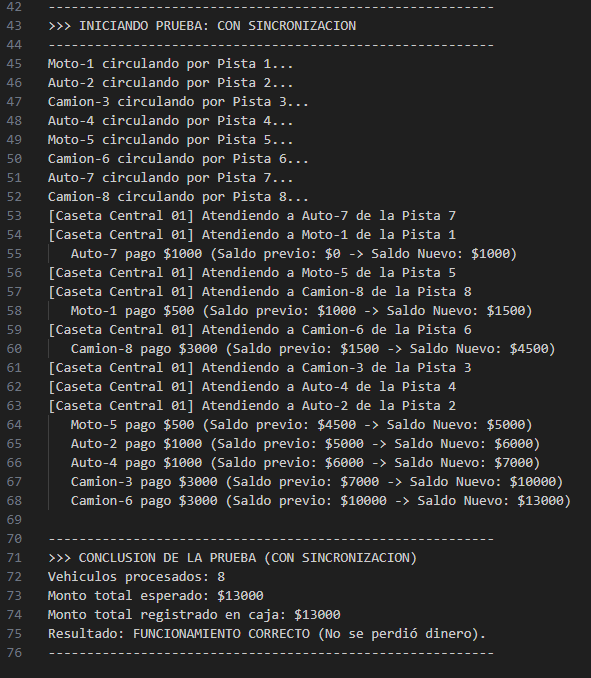 42 ----------------------------------------------------------
43 >>> INICIANDO PRUEBA: CON SINCRONIZACION
44 ----------------------------------------------------------
45 Moto-1 circulando por Pista 1...
46 Auto-2 circulando por Pista 2...
47 Camion-3 circulando por Pista 3...
48 Auto-4 circulando por Pista 4...
49 Moto-5 circulando por Pista 5...
50 Camion-6 circulando por Pista 6...
51 Auto-7 circulando por Pista 7...
52 Camion-8 circulando por Pista 8...
53 [Caseta Central 01] Atendiendo a Auto-7 de la Pista 7
54 [Caseta Central 01] Atendiendo a Moto-1 de la Pista 1
55    Auto-7 pago $1000 (Saldo previo: $0 -> Saldo Nuevo: $1000)
56 [Caseta Central 01] Atendiendo a Moto-5 de la Pista 5
57 [Caseta Central 01] Atendiendo a Camion-8 de la Pista 8
58    Moto-1 pago $500 (Saldo previo: $1000 -> Saldo Nuevo: $1500)
59 [Caseta Central 01] Atendiendo a Camion-6 de la Pista 6
60    Camion-8 pago $3000 (Saldo previo: $1500 -> Saldo Nuevo: $4500)
61 [Caseta Central 01] Atendiendo a Camion-3 de la Pista 3
62 [Caseta Central 01] Atendiendo a Auto-4 de la Pista 4
63 [Caseta Central 01] Atendiendo a Auto-2 de la Pista 2
64    Moto-5 pago $500 (Saldo previo: $4500 -> Saldo Nuevo: $5000)
65    Auto-2 pago $1000 (Saldo previo: $5000 -> Saldo Nuevo: $6000)
66    Auto-4 pago $1000 (Saldo previo: $6000 -> Saldo Nuevo: $7000)
67    Camion-3 pago $3000 (Saldo previo: $7000 -> Saldo Nuevo: $10000)
68    Camion-6 pago $3000 (Saldo previo: $10000 -> Saldo Nuevo: $13000)
69
70 ----------------------------------------------------------
71 >>> CONCLUSION DE LA PRUEBA (CON SINCRONIZACION)
72 Vehiculos procesados: 8
73 Monto total esperado: $13000
74 Monto total registrado en caja: $13000
75 Resultado: FUNCIONAMIENTO CORRECTO (No se perdió dinero).
76 ----------------------------------------------------------